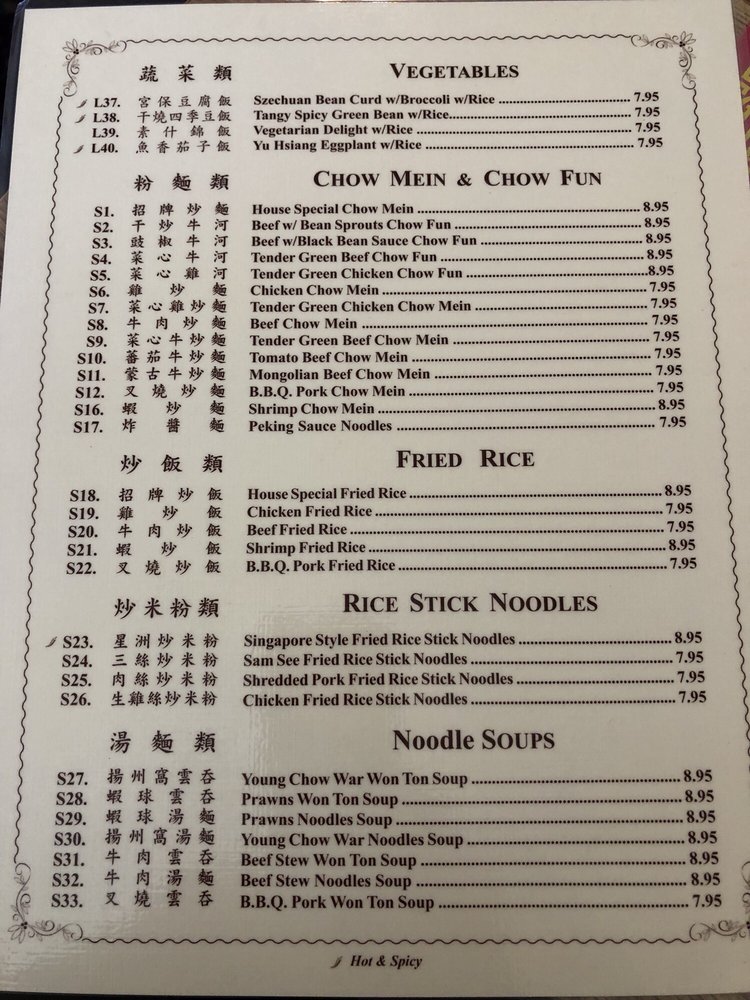 蔬菜類 VEGETABLES
L37. 宮保豆腐飯 Szechuan Bean Curd w/Broccoli w/Rice 7.95
L38. 干燒四季豆飯 Tangy Spicy Green Bean w/Rice 7.95
L39. 素什錦飯 Vegetarian Delight w/Rice 7.95
L40. 魚香茄子飯 Yu Hsiang Eggplant w/Rice 7.95
粉麵類 CHOW MEIN & CHOW FUN
S1. 招牌炒麵 House Special Chow Mein 8.95
S2. 干炒牛河 Beef w/ Bean Sprouts Chow Fun 8.95
S3. 豉椒牛河 Beef w/Black Bean Sauce Chow Fun 8.95
S4. 菜心牛河 Tender Green Beef Chow Fun 8.95
S5. 菜心雞河 Tender Green Chicken Chow Fun 8.95
S6. 雞炒麵 Chicken Chow Mein 7.95
S7. 菜心雞炒麵 Tender Green Chicken Chow Mein 7.95
S8. 牛肉炒麵 Beef Chow Mein 7.95
S9. 菜心牛炒麵 Tender Green Beef Chow Mein 7.95
S10. 蕃茄牛炒麵 Tomato Beef Chow Mein 7.95
S11. 蒙古牛炒麵 Mongolian Beef Chow Mein 7.95
S12. 叉燒炒麵 B.B.Q. Pork Chow Mein 7.95
S16. 蝦炒麵 Shrimp Chow Mein 8.95
S17. 炸醬麵 Peking Sauce Noodles 7.95
炒飯類 FRIED RICE
S18. 招牌炒飯 House Special Fried Rice 8.95
S19. 雞炒飯 Chicken Fried Rice 7.95
S20. 牛肉炒飯 Beef Fried Rice 7.95
S21. 蝦炒飯 Shrimp Fried Rice 8.95
S22. 叉燒炒飯 B.B.Q. Pork Fried Rice 7.95
炒米粉類 RICE STICK NOODLES
S23. 星洲炒米粉 Singapore Style Fried Rice Stick Noodles 8.95
S24. 三絲炒米粉 Sam See Fried Rice Stick Noodles 7.95
S25. 肉絲炒米粉 Shredded Pork Fried Rice Stick Noodles 7.95
S26. 生雞絲炒米粉 Chicken Fried Rice Stick Noodles 7.95
湯麵類 Noodle SOUPS
S27. 揚州窩雲吞 Young Chow War Won Ton Soup 8.95
S28. 蝦球雲吞 Prawns Won Ton Soup 8.95
S29. 蝦球湯麵 Prawns Noodles Soup 8.95
S30. 揚州窩湯麵 Young Chow War Noodles Soup 8.95
S31. 牛肉雲吞 Beef Stew Won Ton Soup 8.95
S32. 牛肉湯麵 Beef Stew Noodles Soup 8.95
S33. 叉燒雲吞 B.B.Q. Pork Won Ton Soup 7.95
Hot & Spicy